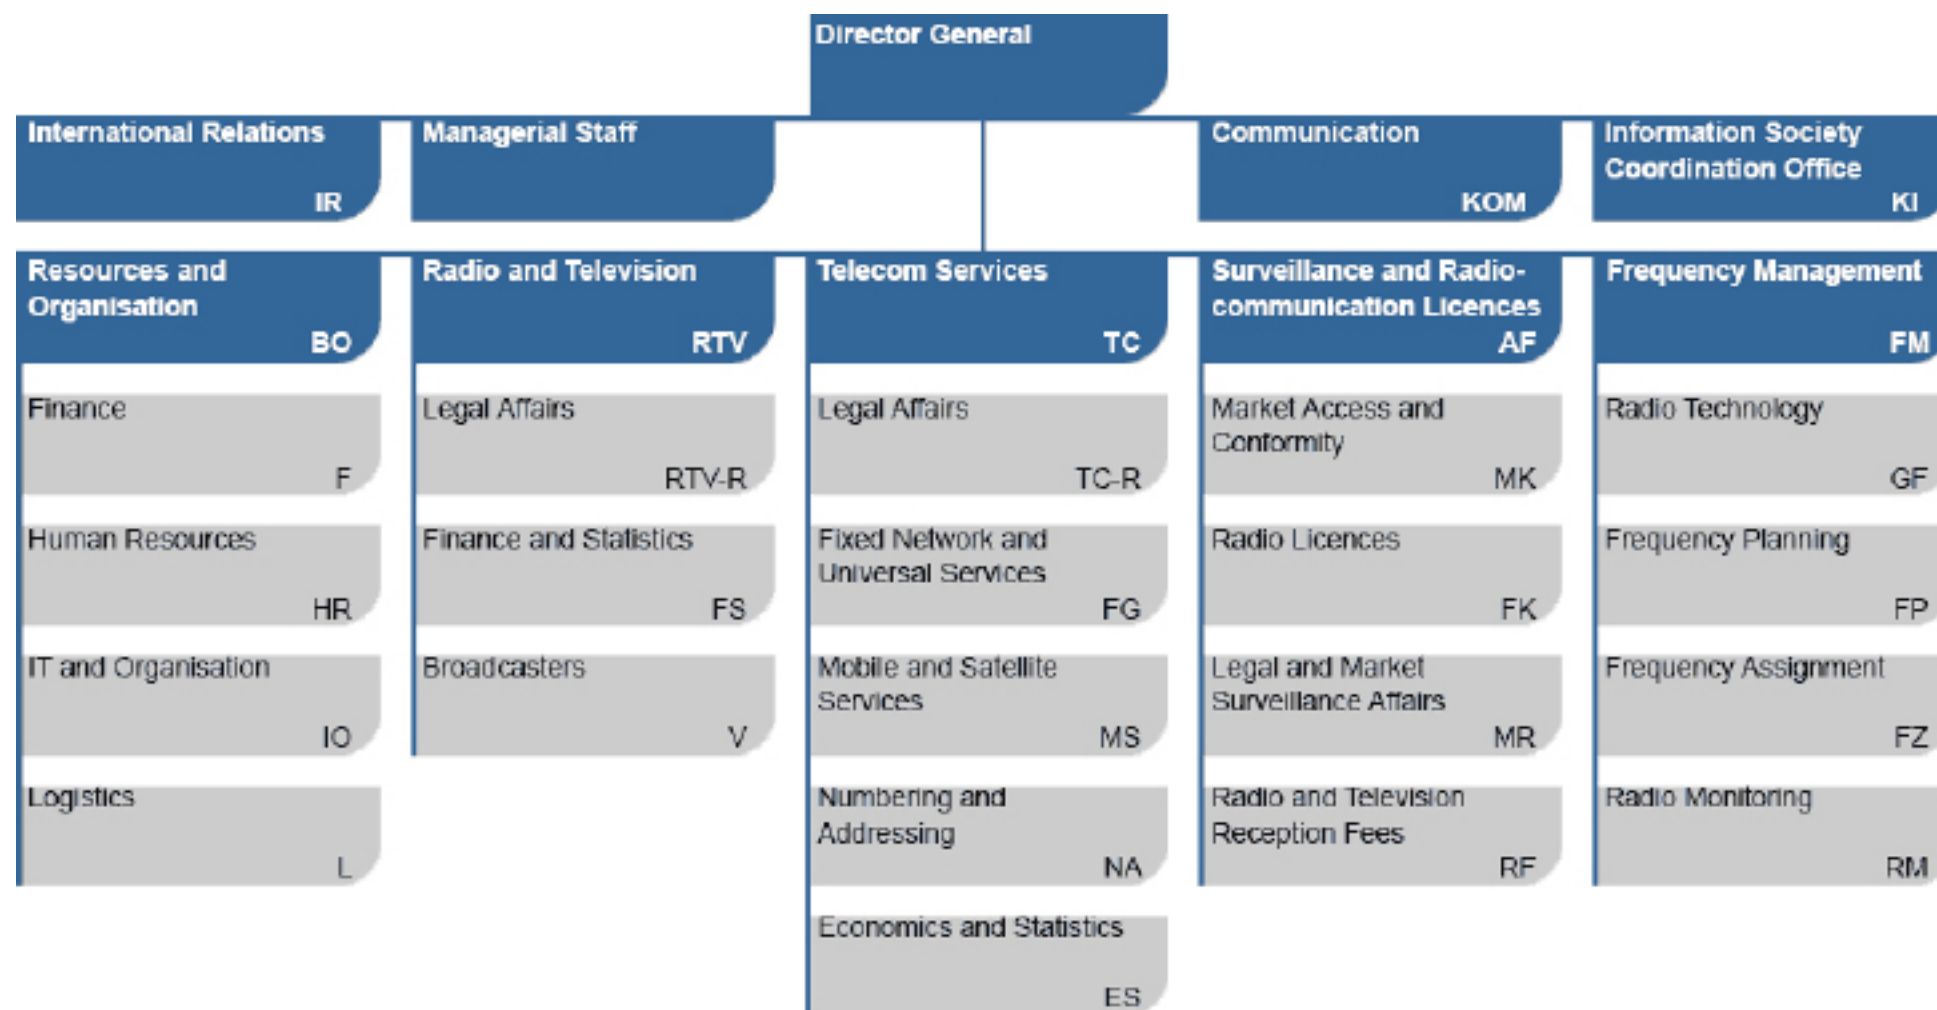 Director General
International Relations
IR
Managerial Staff
Communication
KOM
Information Society
Coordination Office
KI
Resources and
Organisation
BO
Radio and Television
RTV
Telecom Services
TC
Surveillance and Radio-
communication Licences
AF
Frequency Management
FM
Finance
F
Human Resources
HR
IT and Organisation
IO
Logistics
L
Legal Affairs
RTV-R
Finance and Statistics
FS
Broadcasters
V
Legal Affairs
TC-R
Fixed Network and
Universal Services
FG
Mobile and Satellite
Services
MS
Numbering and
Addressing
NA
Economics and Statistics
ES
Market Access and
Conformity
MK
Radio Licences
FK
Legal and Market
Surveillance Affairs
MR
Radio and Television
Reception Fees
RF
Radio Technology
GF
Frequency Planning
FP
Frequency Assignment
FZ
Radio Monitoring
RM